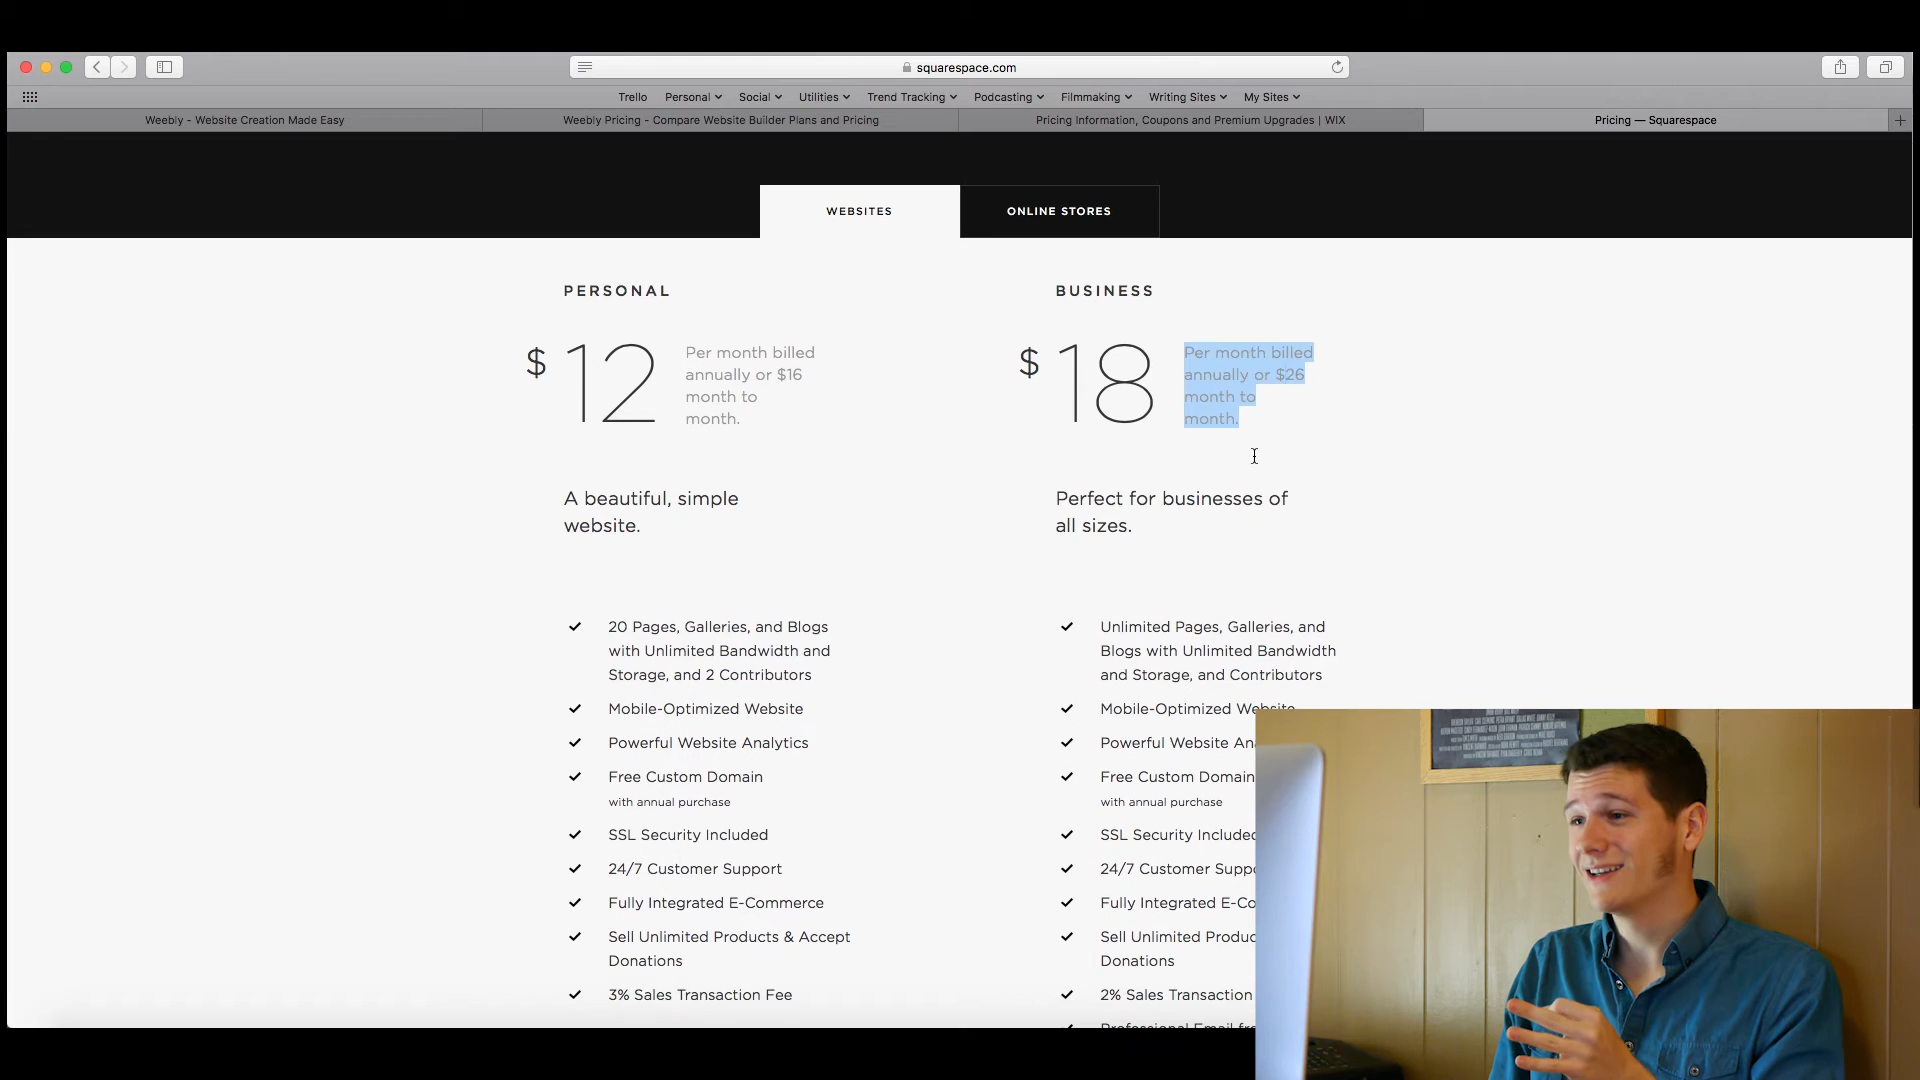 squarespace.com
Trello Personal Social Utilities Trend Tracking Podcasting Filmmaking Writing Sites My Sites
Weebly - Website Creation Made Easy
Weebly Pricing - Compare Website Builder Plans and Pricing
Pricing Information, Coupons and Premium Upgrades | WIX
Pricing — Squarespace
WEBSITES
ONLINE STORES
PERSONAL
$12
Per month billed
annually or $16
month to
month.
A beautiful, simple
website.
20 Pages, Galleries, and Blogs
with Unlimited Bandwidth and
Storage, and 2 Contributors
Mobile-Optimized Website
Powerful Website Analytics
Free Custom Domain
with annual purchase
SSL Security Included
24/7 Customer Support
Fully Integrated E-Commerce
Sell Unlimited Products & Accept
Donations
3% Sales Transaction Fee
BUSINESS
$18
Per month billed
annually or $26
month to
month.
Perfect for businesses of
all sizes.
Unlimited Pages, Galleries, and
Blogs with Unlimited Bandwidth
and Storage, and Contributors
Mobile-Optimized Website
Powerful Website An
Free Custom Domain
with annual purchase
SSL Security Included
24/7 Customer Suppo
Fully Integrated E-Co
Sell Unlimited Produc
Donations
2% Sales Transaction
Professional Email